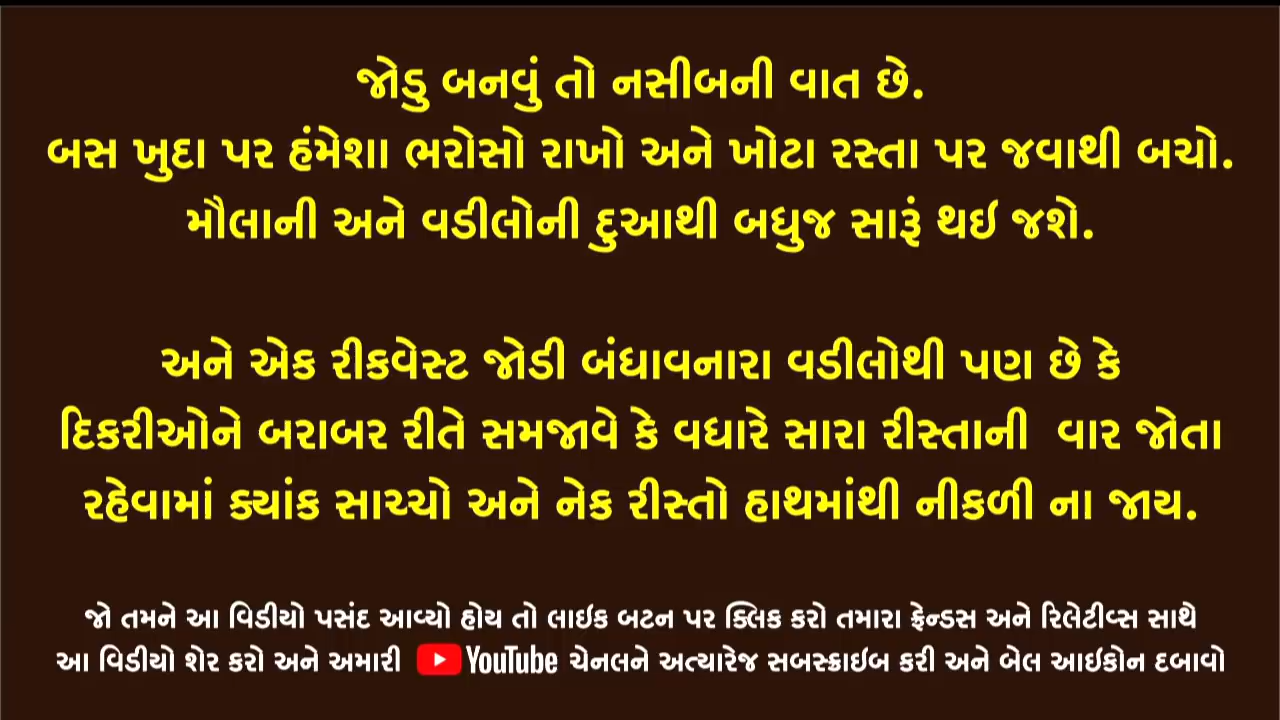 જોડુ બનવું તો નસીબની વાત છે.
બસ ખુદા પર હંમેશા ભરોસો રાખો અને ખોટા રસ્તા પર જવાથી બચો.
મૌલાની અને વડીલોની દુઆથી બધુજ સારૂં થઇ જશે.
અને એક રીકવેસ્ટ જોડી બંધાવનારા વડીલોથી પણ છે કે
દિકરીઓને બરાબર રીતે સમજાવે કે વધારે સારા રીસ્તાની વાર જોતા
રહેવામાં ક્યાંક સાચ્ચો અને નેક રીસ્તો હાથમાંથી નીકળી ના જાય.
જો તમને આ વિડીયો પસંદ આવ્યો હોય તો લાઈક બટન પર ક્લિક કરો તમારા ફ્રેન્ડસ અને રિલેટીવ્સ સાથે
આ વિડીયો શેર કરો અને અમારી YouTube ચેનલને અત્યારેજ સબસ્ક્રાઇબ કરી અને બેલ આઇકોન દબાવો